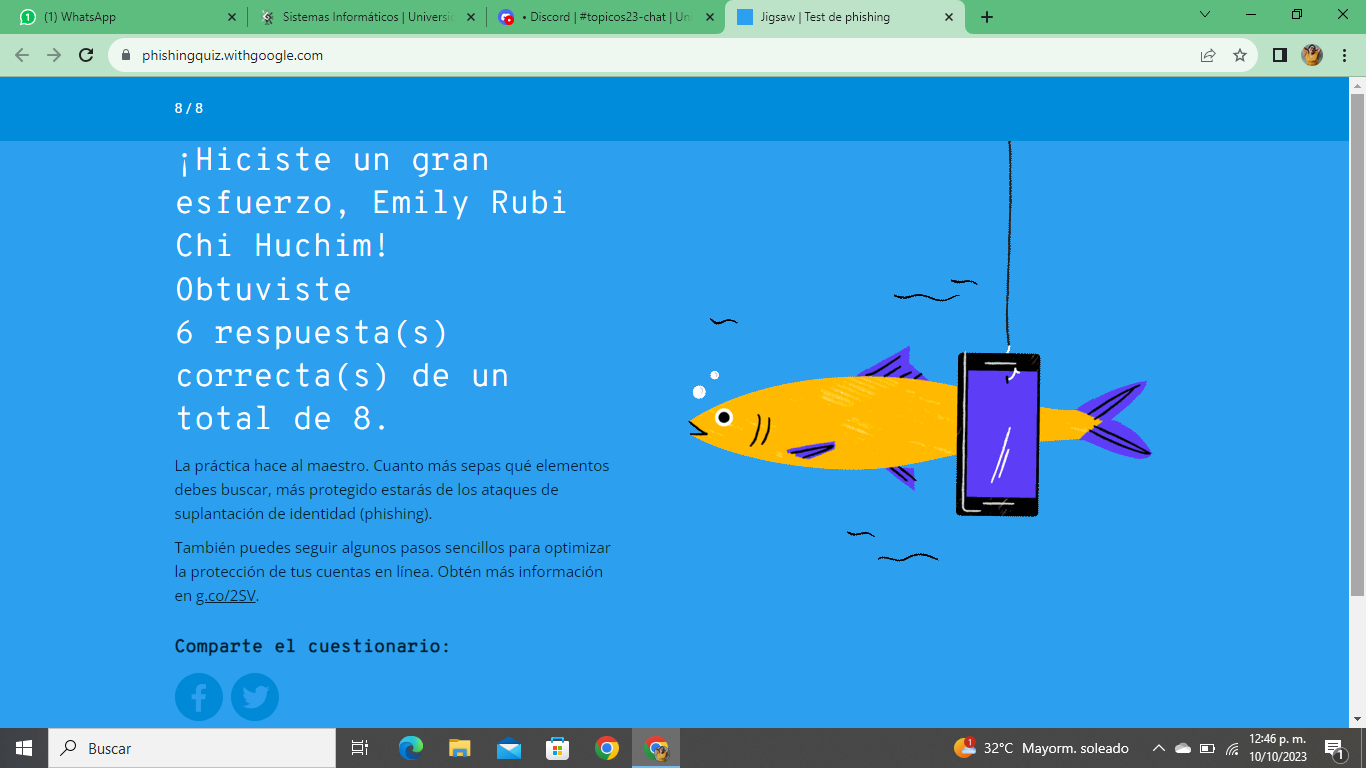 (1) WhatsApp
Sistemas Informáticos | Universi
• Discord | #topicos23-chat | Un
Jigsaw | Test de phishing
phishingquiz.withgoogle.com
8 / 8
¡Hiciste un gran
esfuerzo, Emily Rubi
Chi Huchim!
Obtuviste
6 respuesta(s)
correcta(s) de un
total de 8.
La práctica hace al maestro. Cuanto más sepas qué elementos
debes buscar, más protegido estarás de los ataques de
suplantación de identidad (phishing).
También puedes seguir algunos pasos sencillos para optimizar
la protección de tus cuentas en línea. Obtén más información
en g.co/2SV.
Comparte el cuestionario:
Buscar
1
32°C Mayorm. soleado
12:46 p. m.
10/10/2023
1